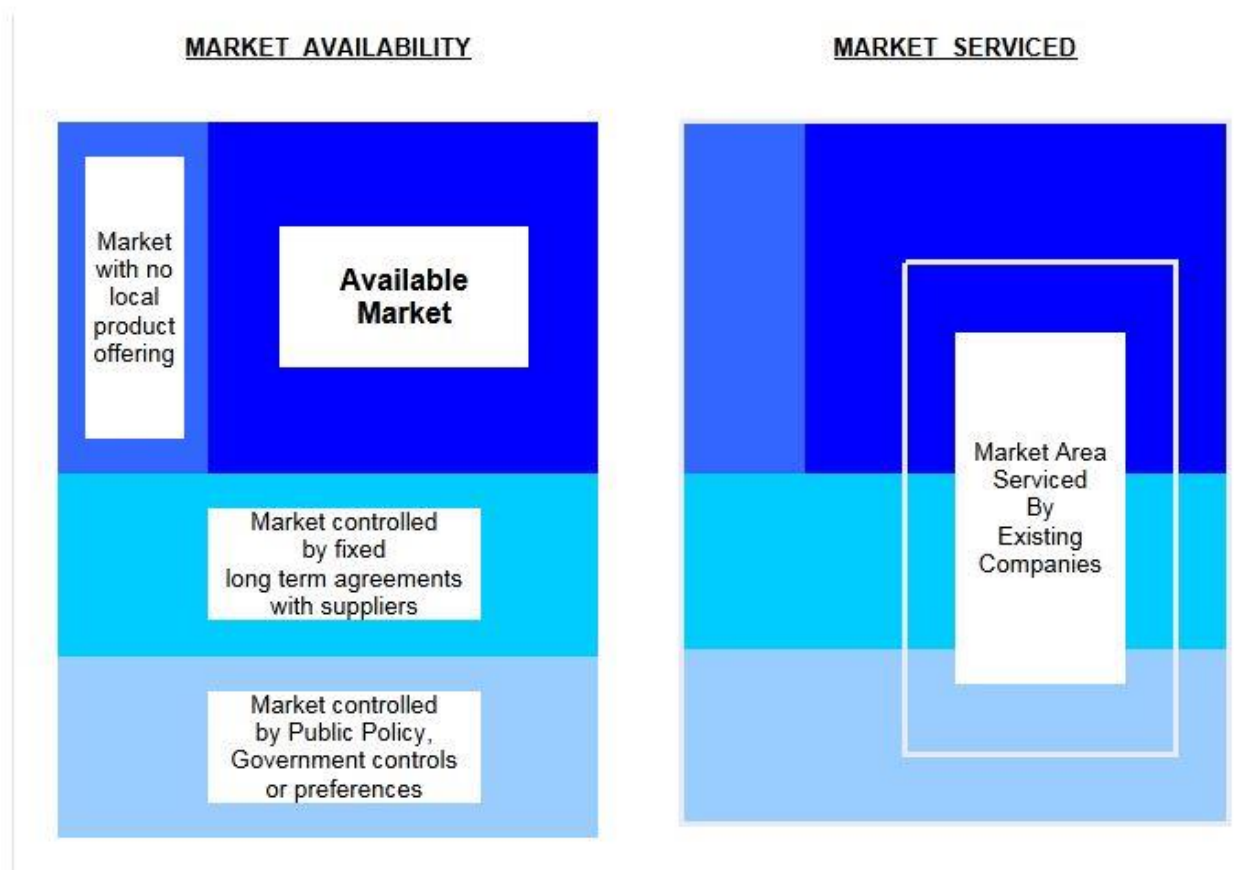 MARKET AVAILABILITY
MARKET SERVICED
Market
with no
local
product
offering
Available
Market
Market controlled
by fixed
long term agreements
with suppliers
Market controlled
by Public Policy,
Government controls
or preferences
Market Area
Serviced
By
Existing
Companies